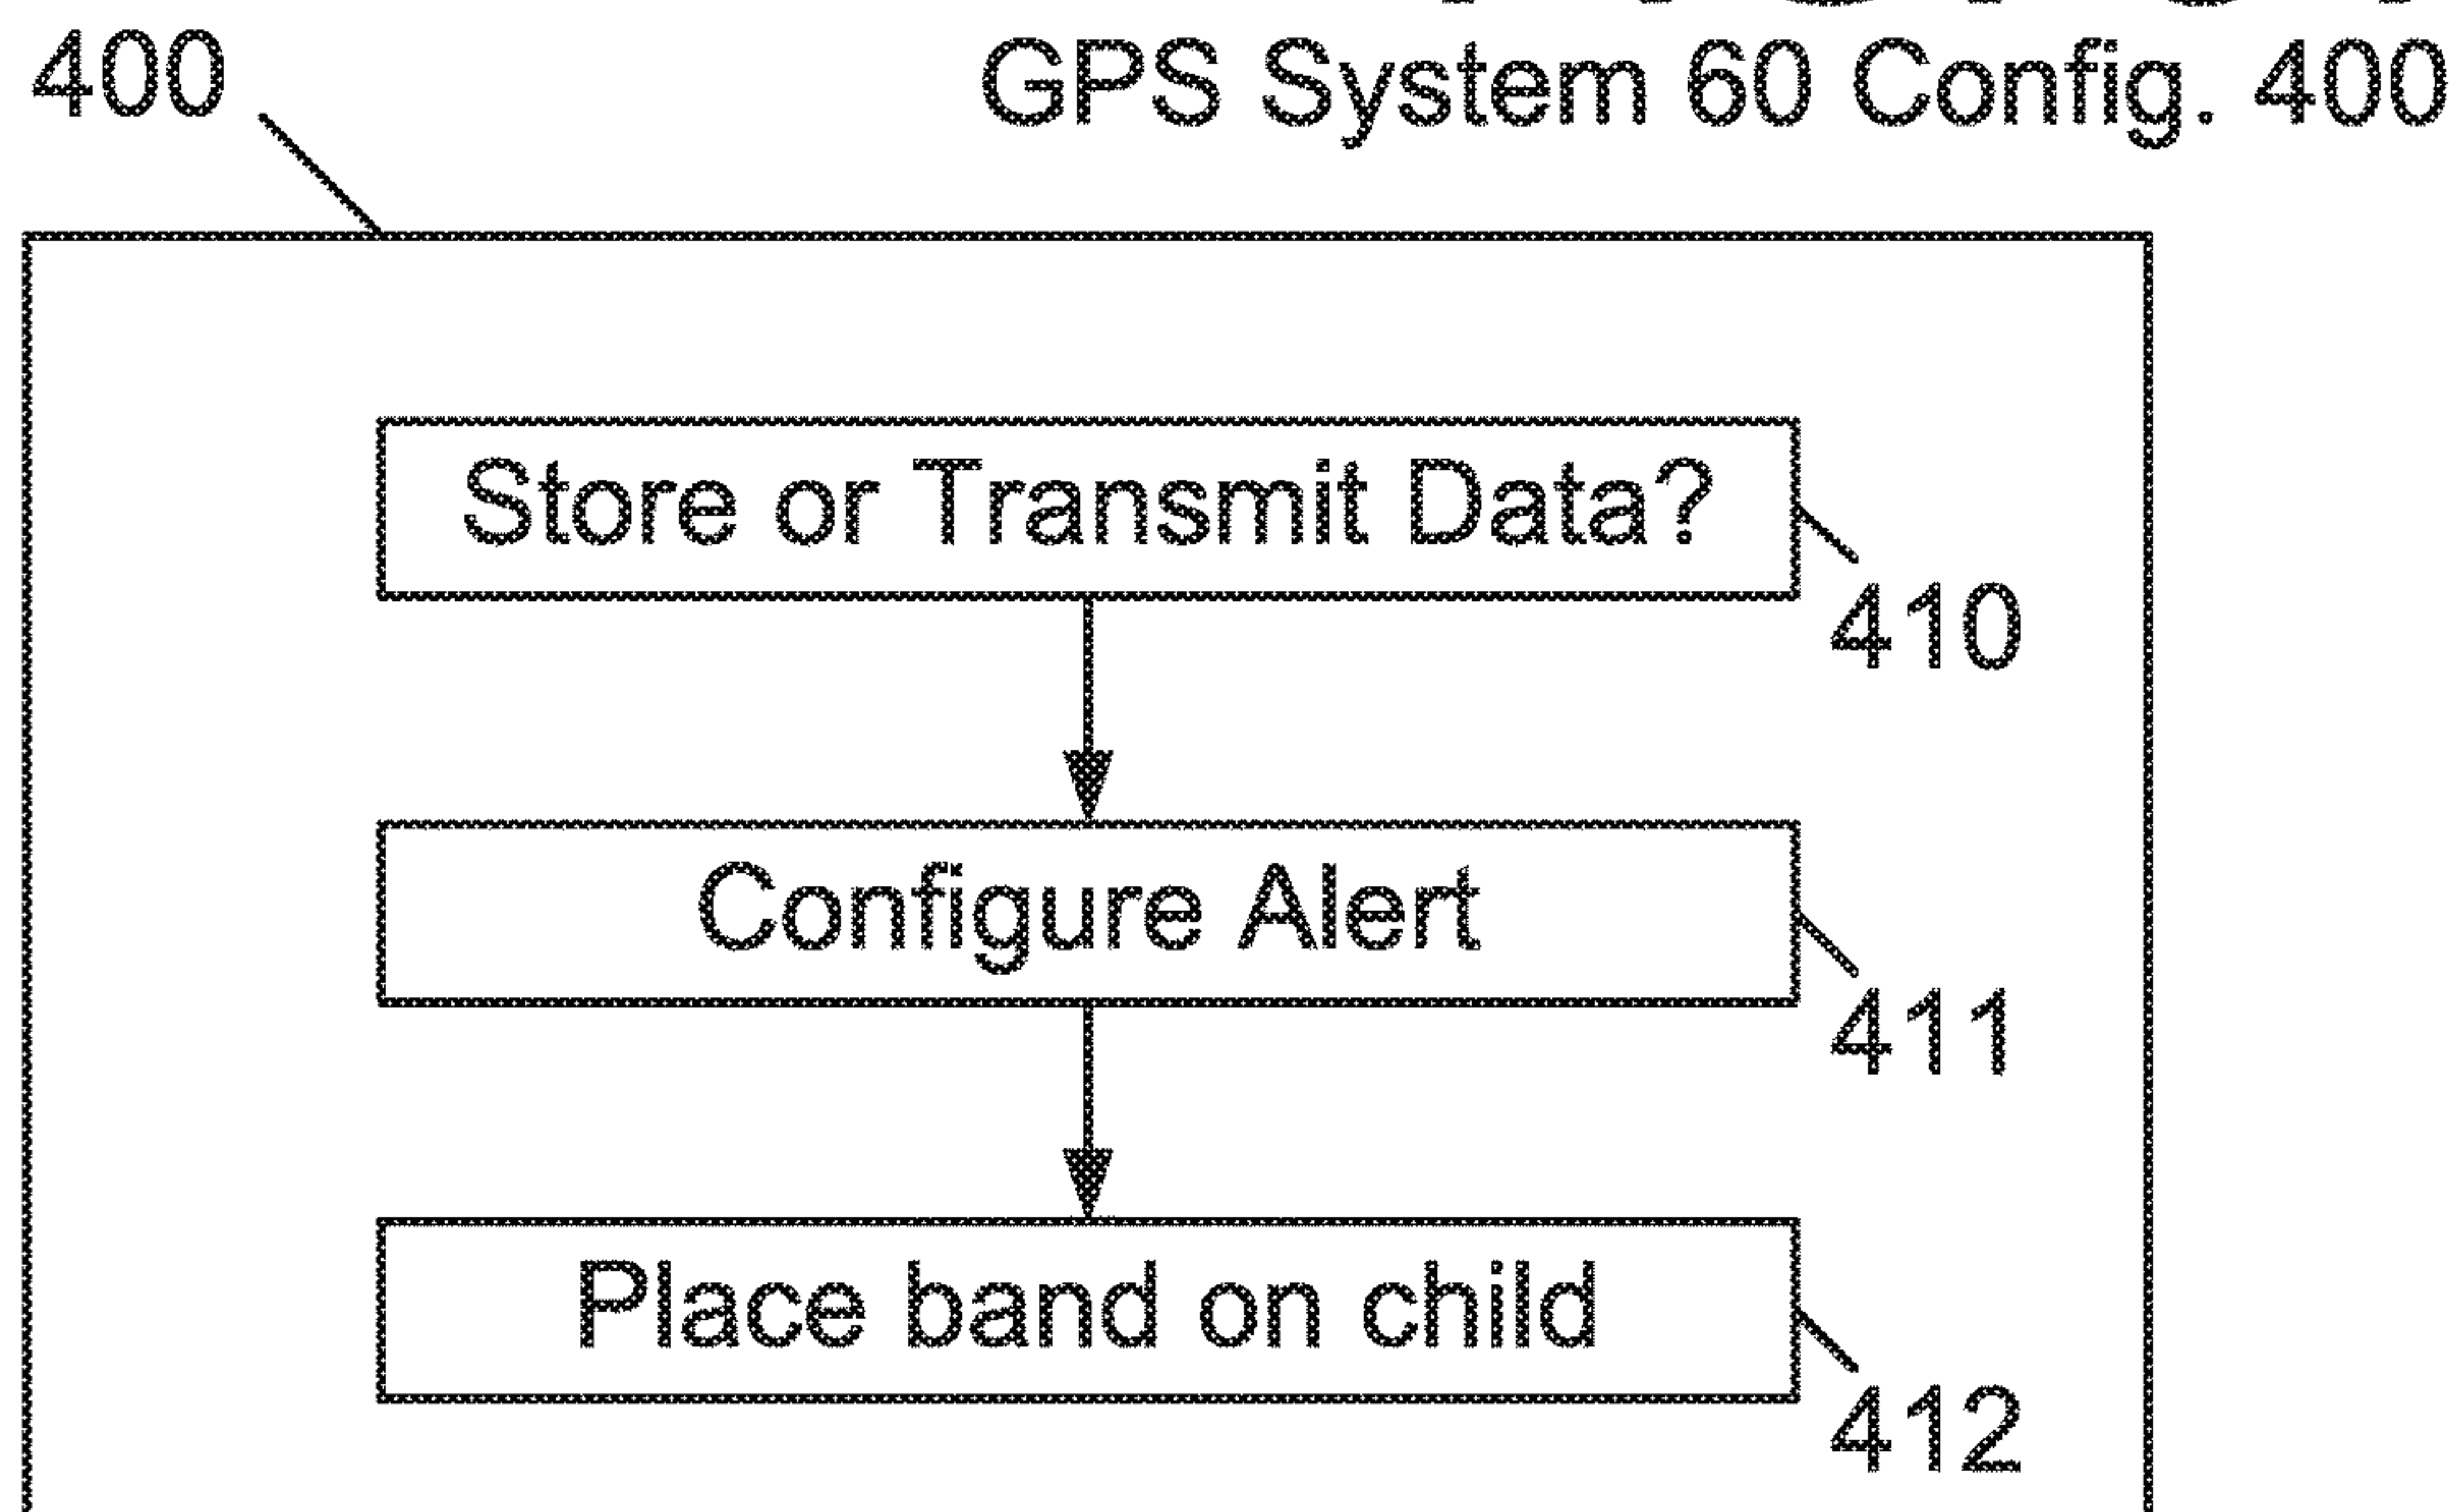 400
GPS System 60 Config. 400
Store or Transmit Data?
410
Configure Alert
411
Place band on child
412